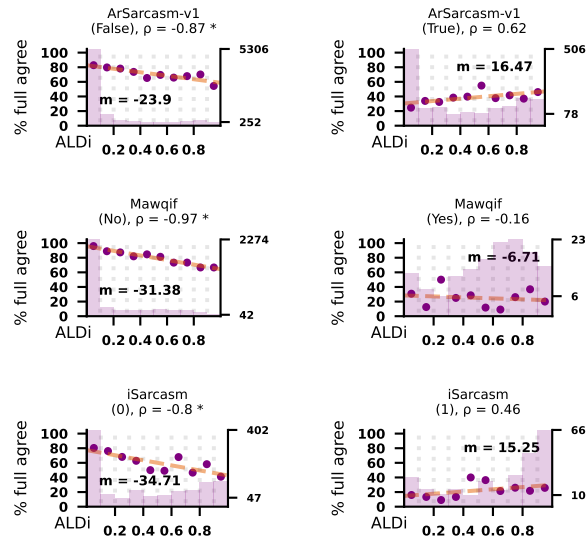 ArSarcasm-v1
(False), ρ = -0.87 *
% full agree
100
80
60
40
20
0
m = -23.9
5306
252
ALDi
0.2 0.4 0.6 0.8
ArSarcasm-v1
(True), ρ = 0.62
% full agree
100
80
60
40
20
0
m = 16.47
506
78
ALDi
0.2 0.4 0.6 0.8
Mawqif
(No), ρ = -0.97 *
% full agree
100
80
60
40
20
0
m = -31.38
2274
42
ALDi
0.2 0.4 0.6 0.8
Mawqif
(Yes), ρ = -0.16
% full agree
100
80
60
40
20
0
m = -6.71
23
6
ALDi
0.2 0.4 0.6 0.8
iSarcasm
(0), ρ = -0.8 *
% full agree
100
80
60
40
20
0
m = -34.71
402
47
ALDi
0.2 0.4 0.6 0.8
iSarcasm
(1), ρ = 0.46
% full agree
100
80
60
40
20
0
m = 15.25
66
10
ALDi
0.2 0.4 0.6 0.8